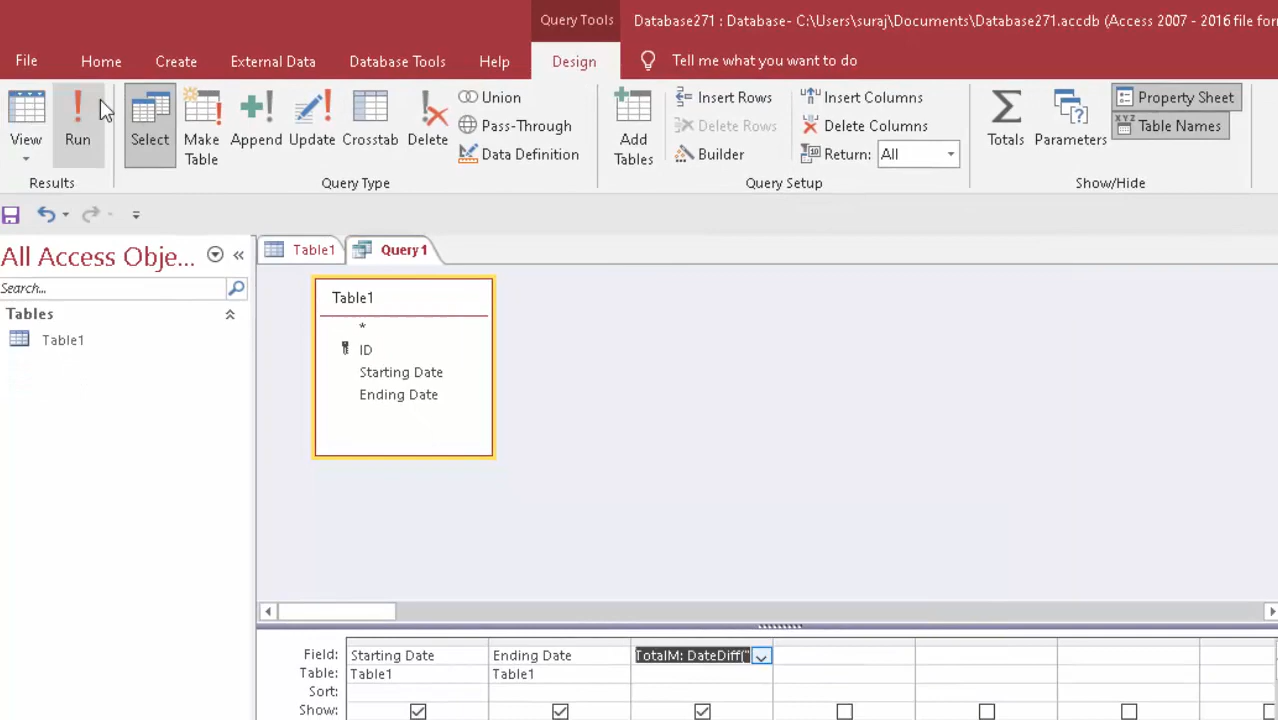 Query Tools
Database271 : Database- C:\Users\suraj\Documents\Database271.accdb (Access 2007 - 2016 file for
File Home Create External Data Database Tools Help Design Tell me what you want to do
View
Run
Select
Make Table
Append
Update
Crosstab
Delete
Union
Pass-Through
Data Definition
Add Tables
Insert Rows
Delete Rows
Builder
Insert Columns
Delete Columns
Return: All
Totals
Parameters
Property Sheet
XYZ Table Names
Results Query Type Query Setup Show/Hide
All Access Obje... «
Search...
Tables
Table1
Table1 Query1
Table1
*
ID
Starting Date
Ending Date
Field: Starting Date Ending Date TotalM: DateDiff("
Table: Table1 Table1
Sort:
Show: